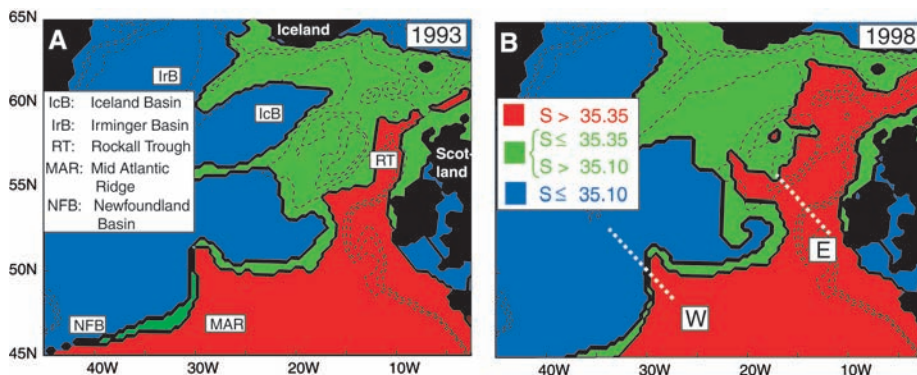 65N
60N
55N
50N
45N
A
Iceland
1993
IrB
IcB
RT
Scot-
land
IcB: Iceland Basin
IrB: Irminger Basin
RT: Rockall Trough
MAR: Mid Atlantic
Ridge
NFB: Newfoundland
Basin
NFB
MAR
40W 30W 20W 10W
B
1998
S > 35.35
S ≤ 35.35
S > 35.10
S ≤ 35.10
E
W
40W 30W 20W 10W